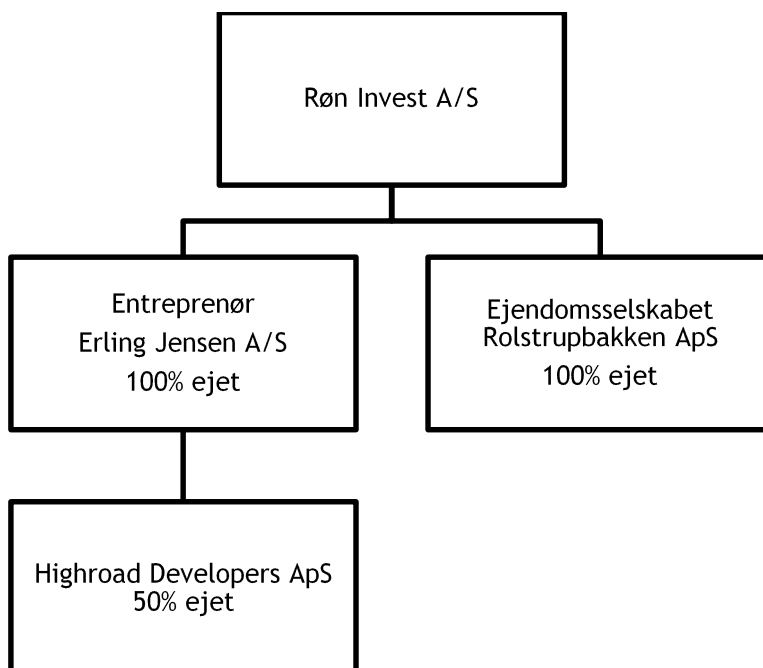 Røn Invest A/S
Entreprenør
Erling Jensen A/S
100% ejet
Ejendomsselskabet
Rolstrupbakken ApS
100% ejet
Highroad Developers ApS
50% ejet